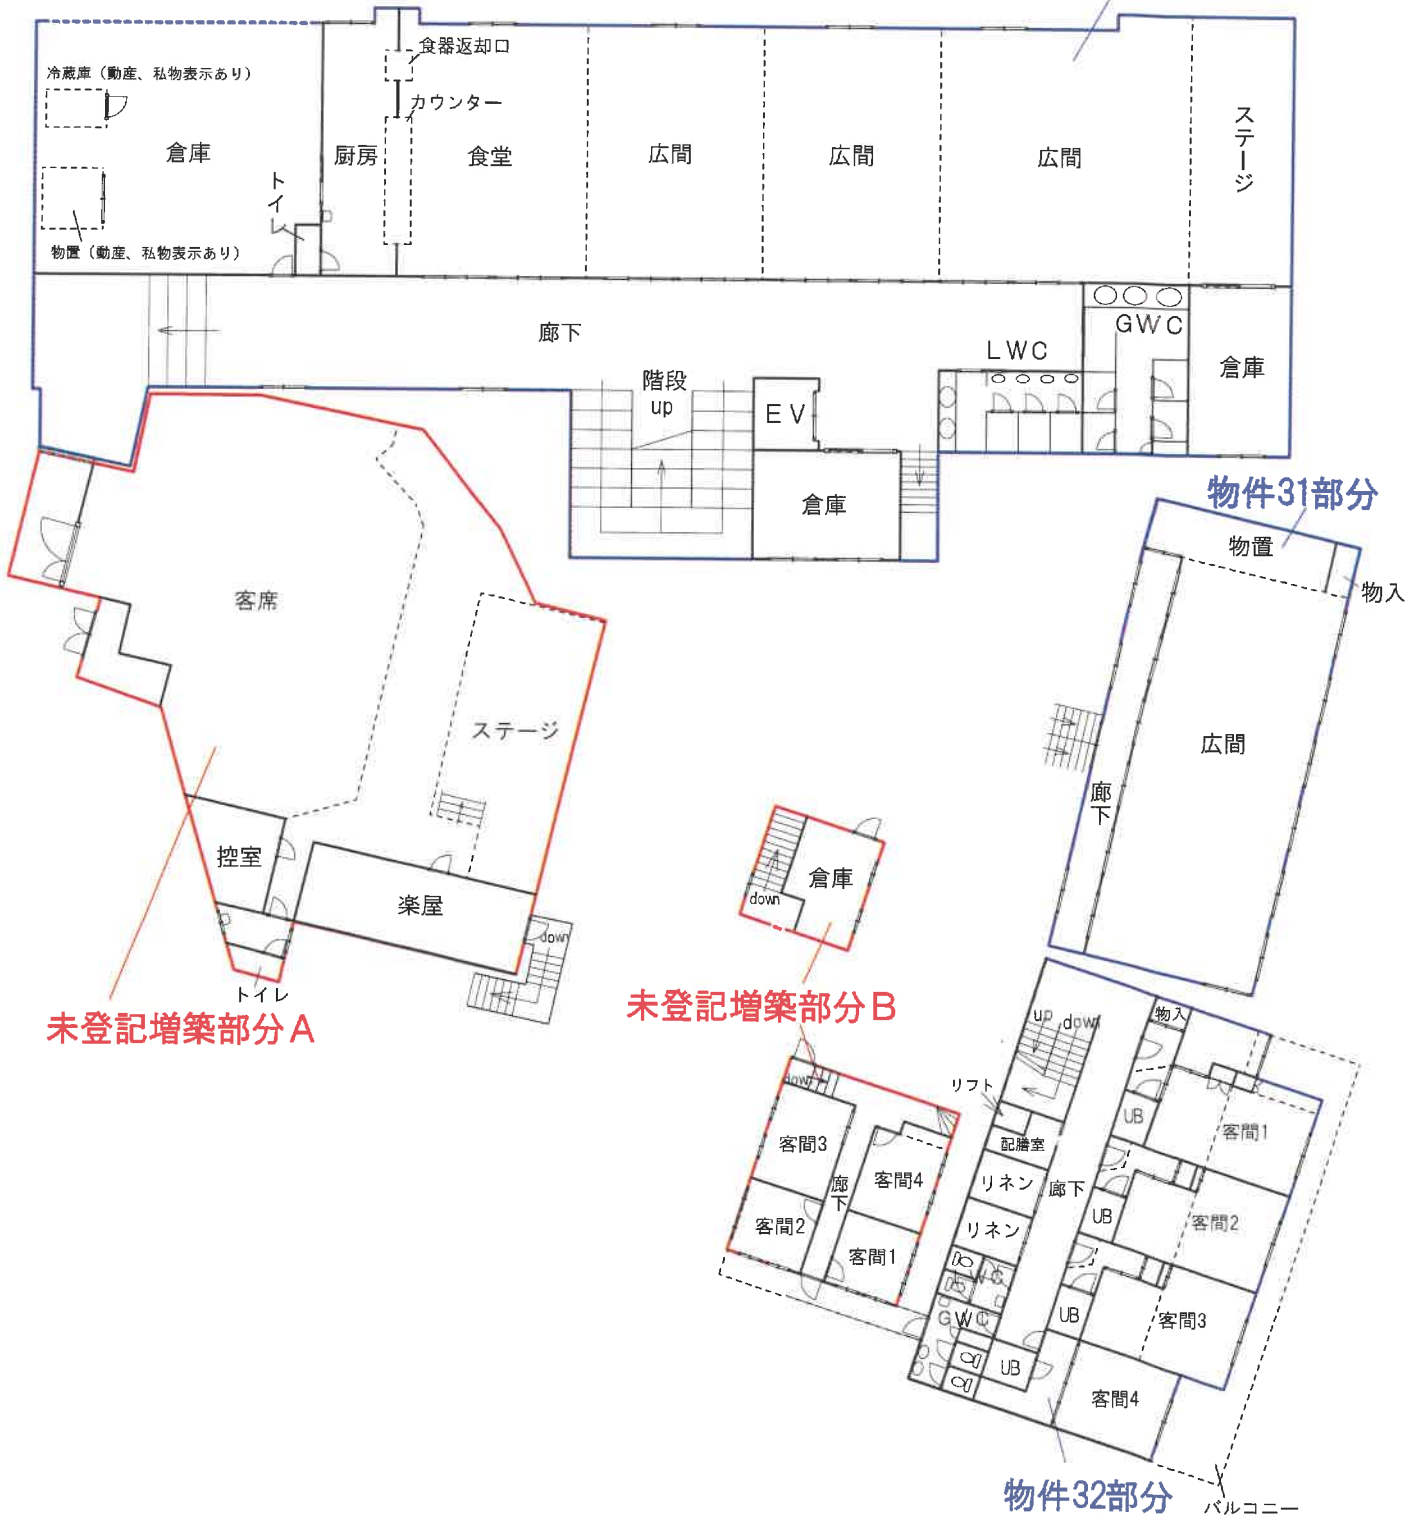 食器返却口
冷蔵庫（動産、私物表示あり）
カウンター
倉庫
厨房
食堂
広間
広間
広間
ステージ
トイレ
物置（動産、私物表示あり）
廊下
階段
up
EV
LWC
GWC
倉庫
倉庫
物件31部分
物置
物入
客席
ステージ
広間
廊下
控室
楽屋
down
トイレ
未登記増築部分A
倉庫
down
未登記増築部分B
down
客間3
客間4
廊下
客間2
客間1
up
down
物入
リフト
配膳室
UB
客間1
リネン
廊下
リネン
UB
客間2
LWC
GWC
UB
客間3
UB
客間4
物件32部分
バルコニー